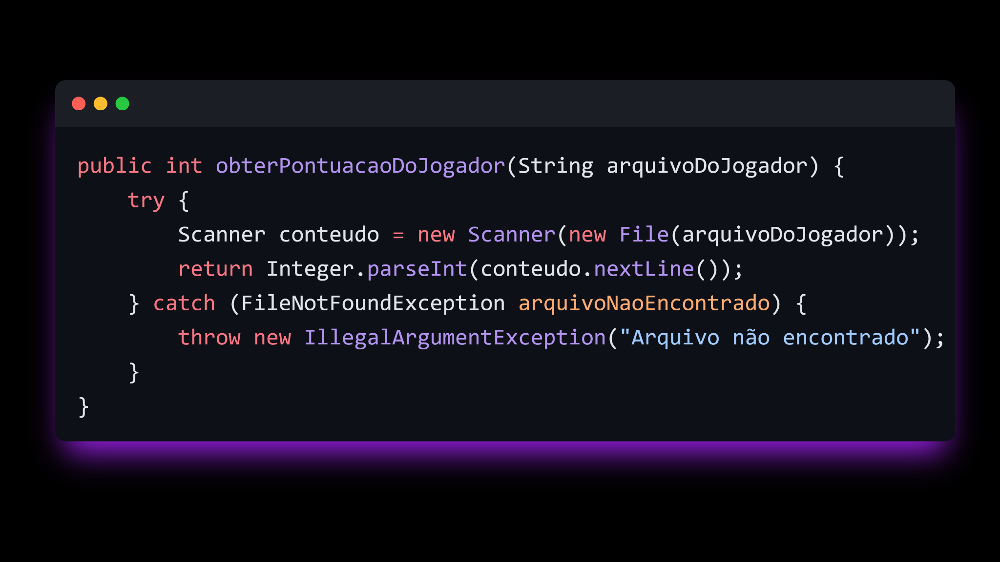 public int obterPontuacaoDoJogador(String arquivoDoJogador) {
    try {
        Scanner conteudo = new Scanner(new File(arquivoDoJogador));
        return Integer.parseInt(conteudo.nextLine());
    } catch (FileNotFoundException arquivoNaoEncontrado) {
        throw new IllegalArgumentException("Arquivo não encontrado");
    }
}